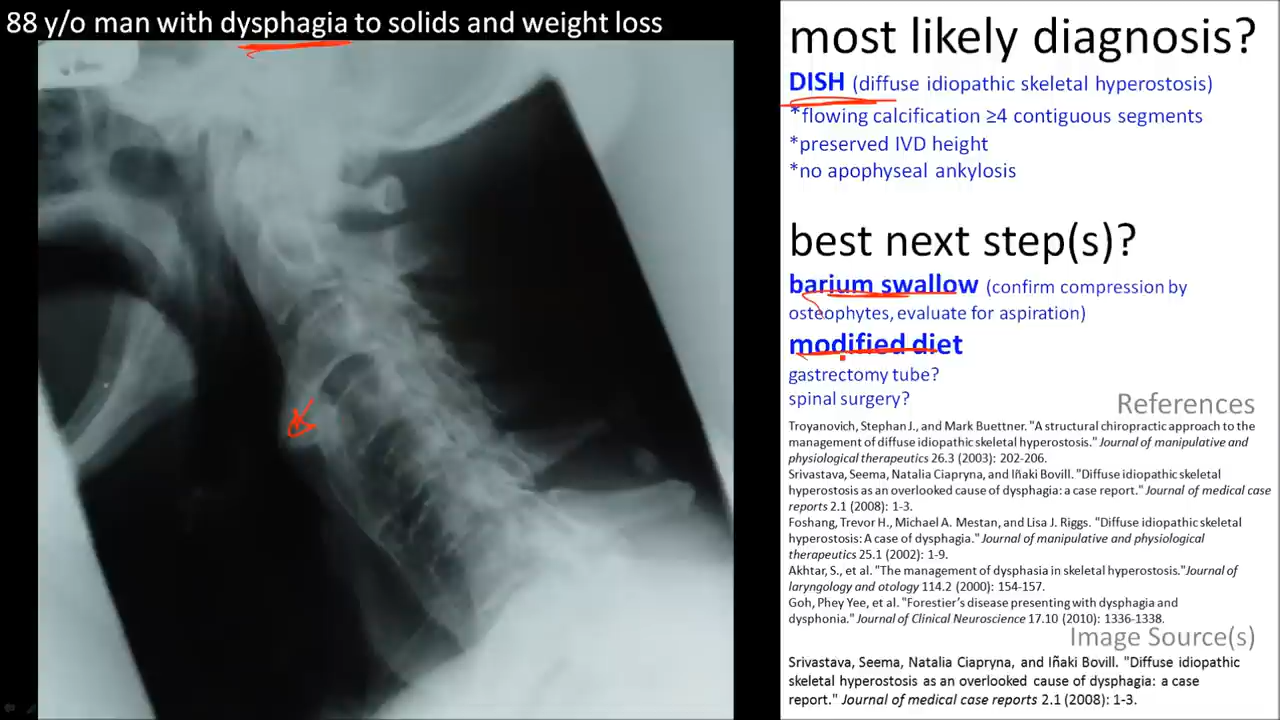 88 y/o man with dysphagia to solids and weight loss
most likely diagnosis?
DISH (diffuse idiopathic skeletal hyperostosis)
*flowing calcification ≥4 contiguous segments
*preserved IVD height
*no apophyseal ankylosis
best next step(s)?
barium swallow (confirm compression by
osteophytes, evaluate for aspiration)
modified diet
gastrectomy tube?
spinal surgery?
References
Troyanovich, Stephan J., and Mark Buettner. "A structural chiropractic approach to the
management of diffuse idiopathic skeletal hyperostosis." Journal of manipulative and
physiological therapeutics 26.3 (2003): 202-206.
Srivastava, Seema, Natalia Ciapryna, and Iñaki Bovill. "Diffuse idiopathic skeletal
hyperostosis as an overlooked cause of dysphagia: a case report." Journal of medical case
reports 2.1 (2008): 1-3.
Foshang, Trevor H., Michael A. Mestan, and Lisa J. Riggs. "Diffuse idiopathic skeletal
hyperostosis: A case of dysphagia." Journal of manipulative and physiological
therapeutics 25.1 (2002): 1-9.
Akhtar, S., et al. "The management of dysphasia in skeletal hyperostosis."Journal of
laryngology and otology 114.2 (2000): 154-157.
Goh, Phey Yee, et al. "Forestier’s disease presenting with dysphagia and
dysphonia." Journal of Clinical Neuroscience 17.10 (2010): 1336-1338.
Image Source(s)
Srivastava, Seema, Natalia Ciapryna, and Iñaki Bovill. "Diffuse idiopathic
skeletal hyperostosis as an overlooked cause of dysphagia: a case
report." Journal of medical case reports 2.1 (2008): 1-3.